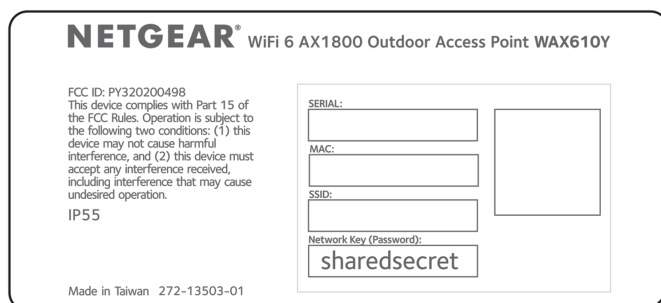 NETGEAR® WiFi 6 AX1800 Outdoor Access Point WAX610Y
FCC ID: PY320200498
This device complies with Part 15 of
the FCC Rules. Operation is subject to
the following two conditions: (1) this
device may not cause harmful
interference, and (2) this device must
accept any interference received,
including interference that may cause
undesired operation.
IP55
Made in Taiwan 272-13503-01
SERIAL:
MAC:
SSID:
Network Key (Password):
sharedsecret